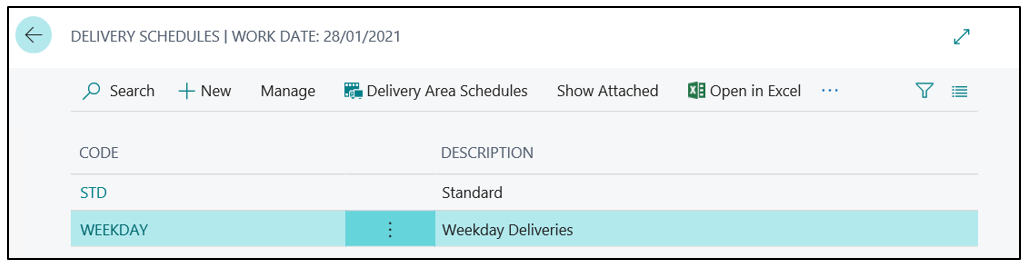 DELIVERY SCHEDULES | WORK DATE: 28/01/2021
Search New Manage Delivery Area Schedules Show Attached Open in Excel ...
CODE DESCRIPTION
STD Standard
WEEKDAY Weekday Deliveries